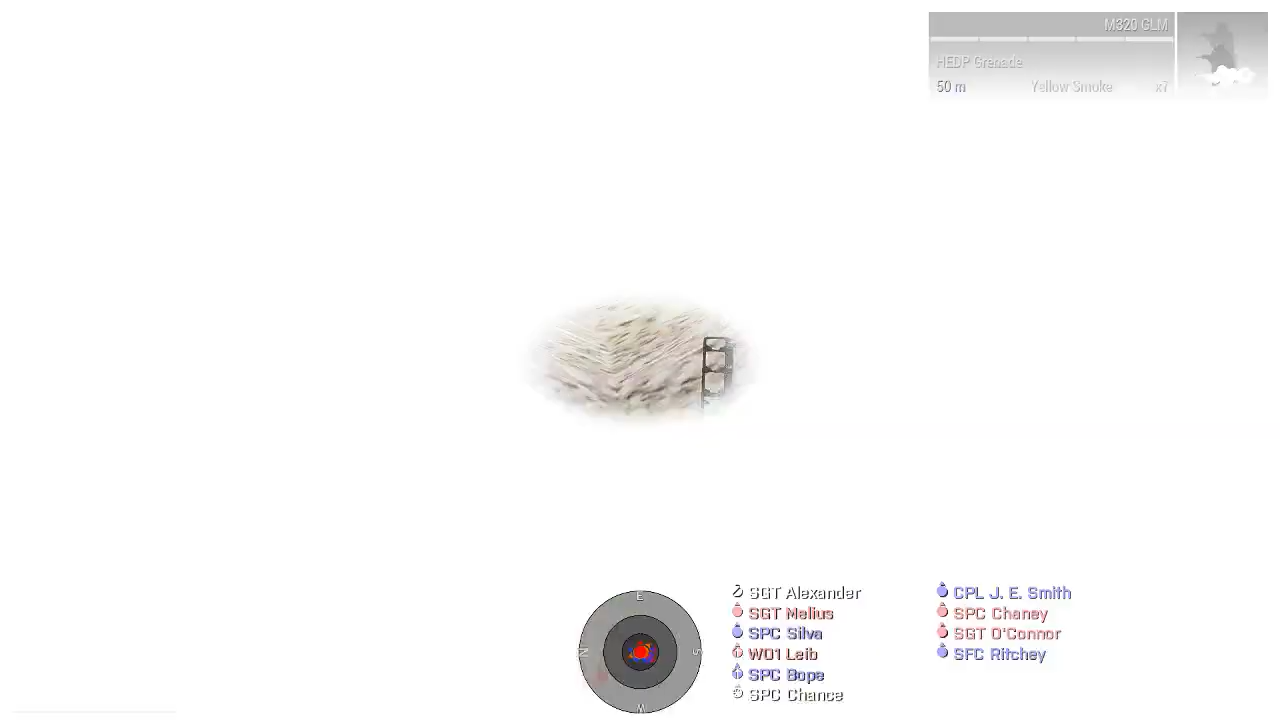 M320 GLM
HEDP Grenade
50 m Yellow Smoke x7
E
N S
W
SGT Alexander
SGT Melius
SPC Silva
WO1 Leib
SPC Bope
SPC Chance
CPL J. E. Smith
SPC Chaney
SGT O'Connor
SFC Ritchey